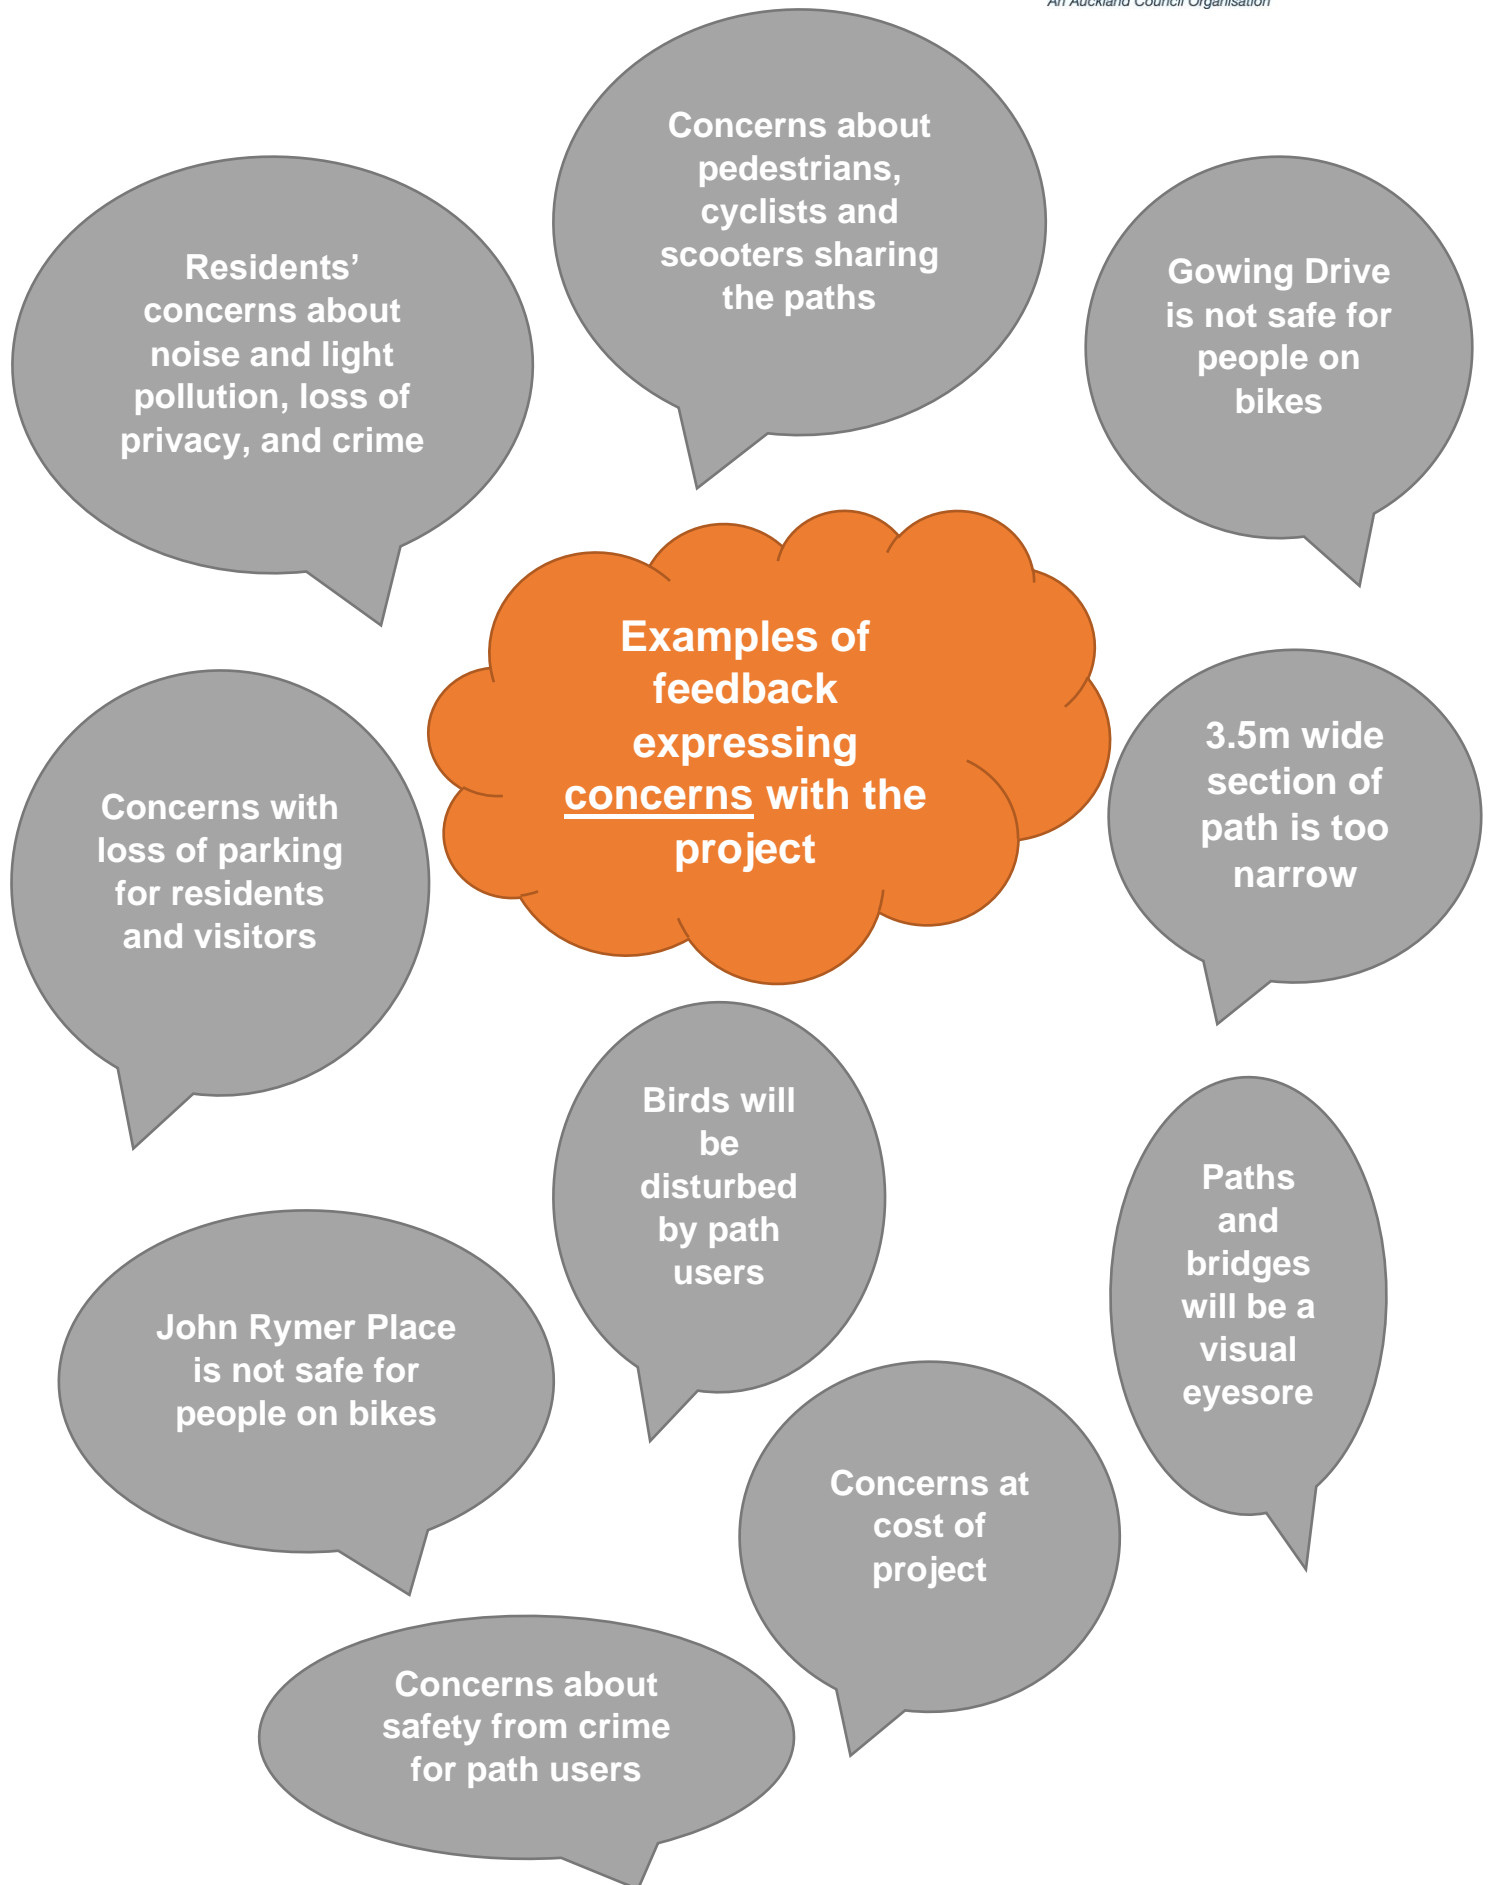 An Auckland Council Organisation
Concerns about
pedestrians,
cyclists and
scooters sharing
the paths
Residents’
concerns about
noise and light
pollution, loss of
privacy, and crime
Gowing Drive
is not safe for
people on
bikes
Examples of
feedback
expressing
concerns with the
project
3.5m wide
section of
path is too
narrow
Concerns with
loss of parking
for residents
and visitors
Birds will
be
disturbed
by path
users
Paths
and
bridges
will be a
visual
eyesore
John Rymer Place
is not safe for
people on bikes
Concerns at
cost of
project
Concerns about
safety from crime
for path users